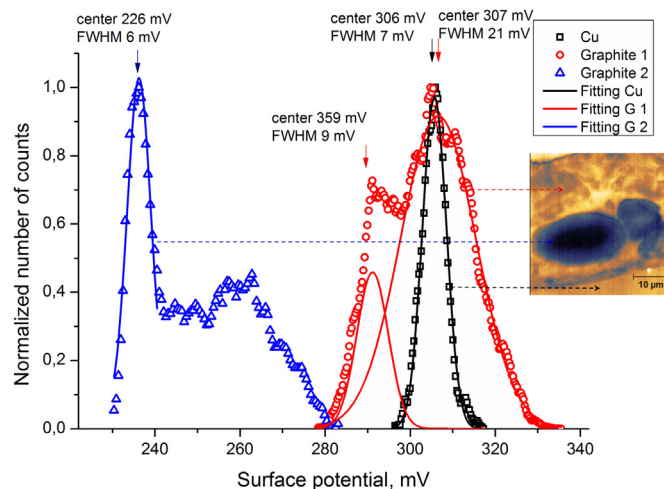 center 226 mV
FWHM 6 mV
center 306 mV
FWHM 7 mV
center 307 mV
FWHM 21 mV
center 359 mV
FWHM 9 mV
Cu
Graphite 1
Graphite 2
Fitting Cu
Fitting G 1
Fitting G 2
10 µm
Normalized number of counts
1,0
0,8
0,6
0,4
0,2
0,0
240 260 280 300 320 340
Surface potential, mV